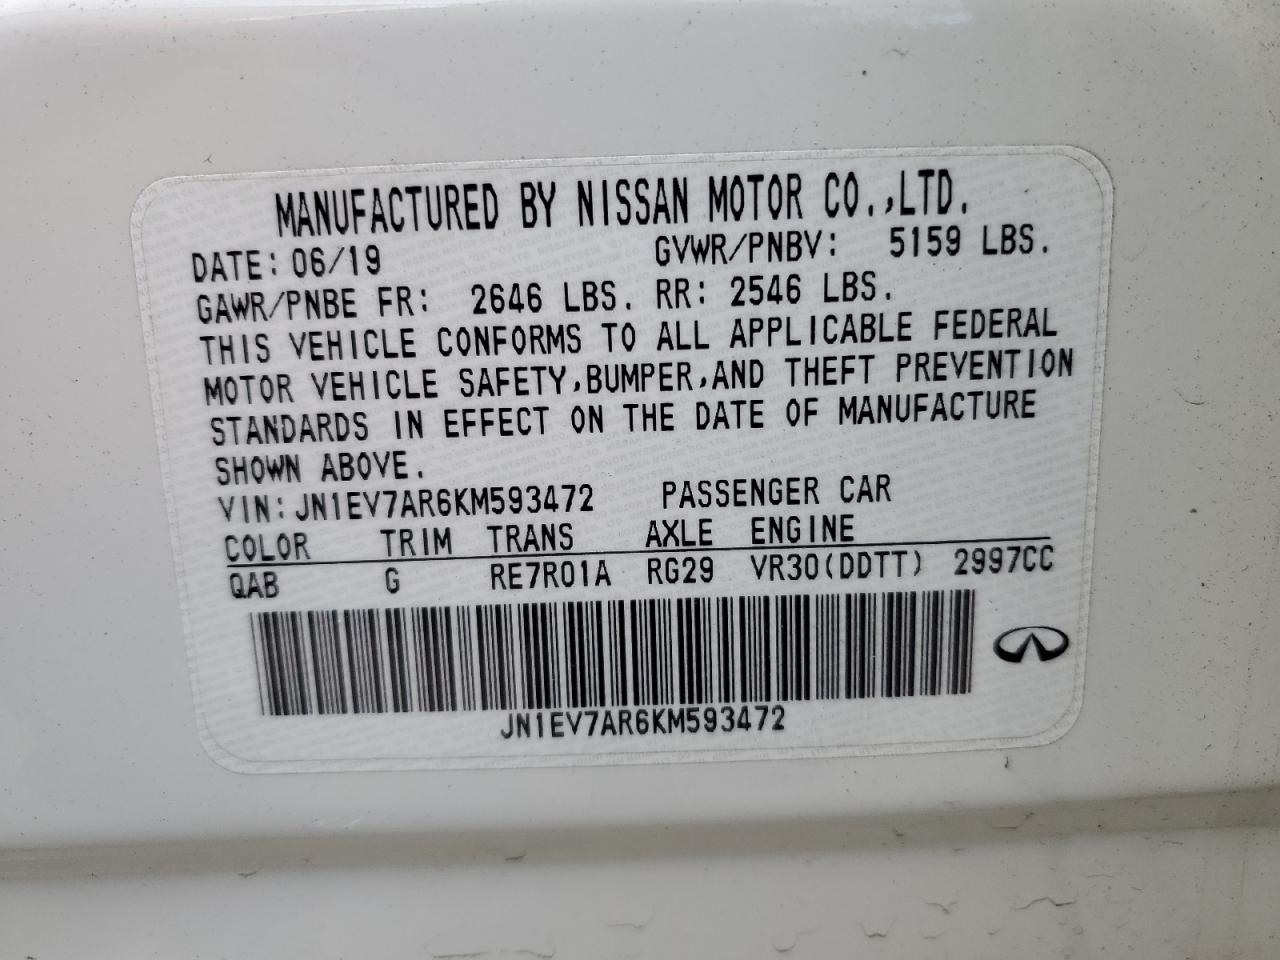 MANUFACTURED BY NISSAN MOTOR CO.,LTD.
DATE: 06/19 GVWR/PNBV: 5159 LBS.
GAWR/PNBE FR: 2646 LBS. RR: 2546 LBS.
THIS VEHICLE CONFORMS TO ALL APPLICABLE FEDERAL
MOTOR VEHICLE SAFETY,BUMPER,AND THEFT PREVENTION
STANDARDS IN EFFECT ON THE DATE OF MANUFACTURE
SHOWN ABOVE.
VIN:JN1EV7AR6KM593472 PASSENGER CAR
COLOR TRIM TRANS AXLE ENGINE
QAB G RE7R01A RG29 VR30(DDTT) 2997CC
JN1EV7AR6KM593472